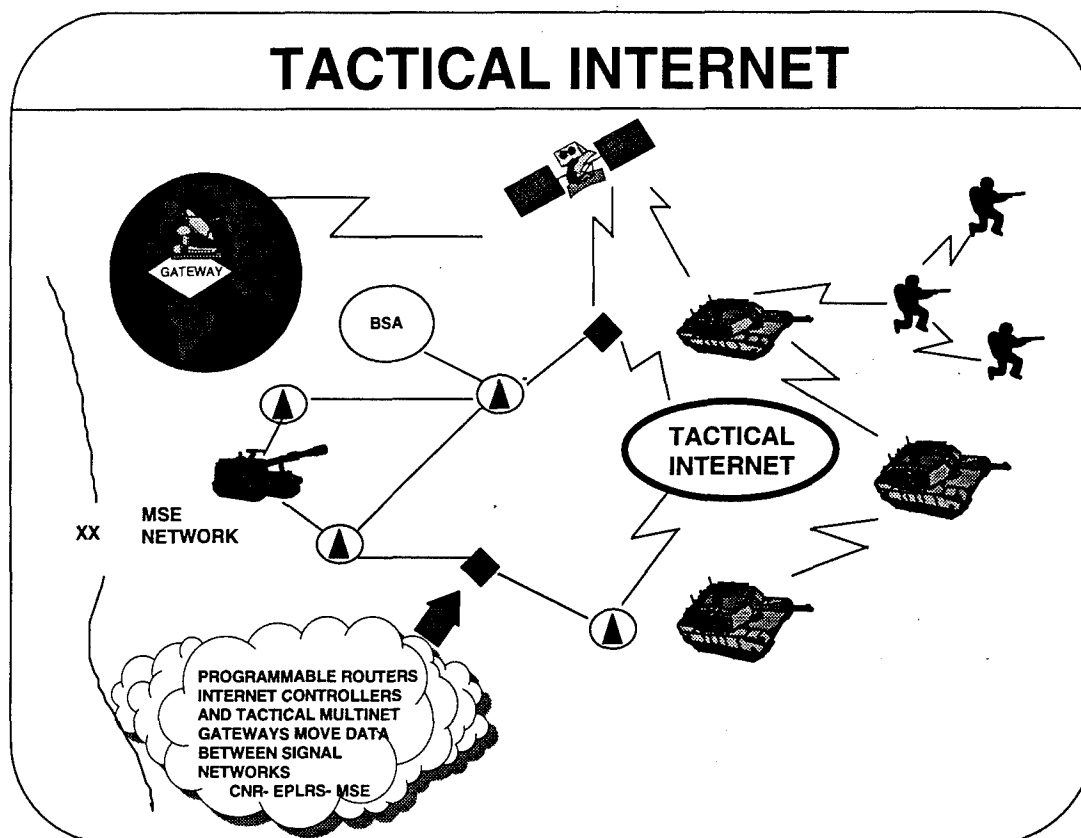 TACTICAL INTERNET
GATEWAY
BSA
TACTICAL
INTERNET
XX
MSE
NETWORK
PROGRAMMABLE ROUTERS
INTERNET CONTROLLERS
AND TACTICAL MULTINET
GATEWAYS MOVE DATA
BETWEEN SIGNAL
NETWORKS
CNR- EPLRS- MSE